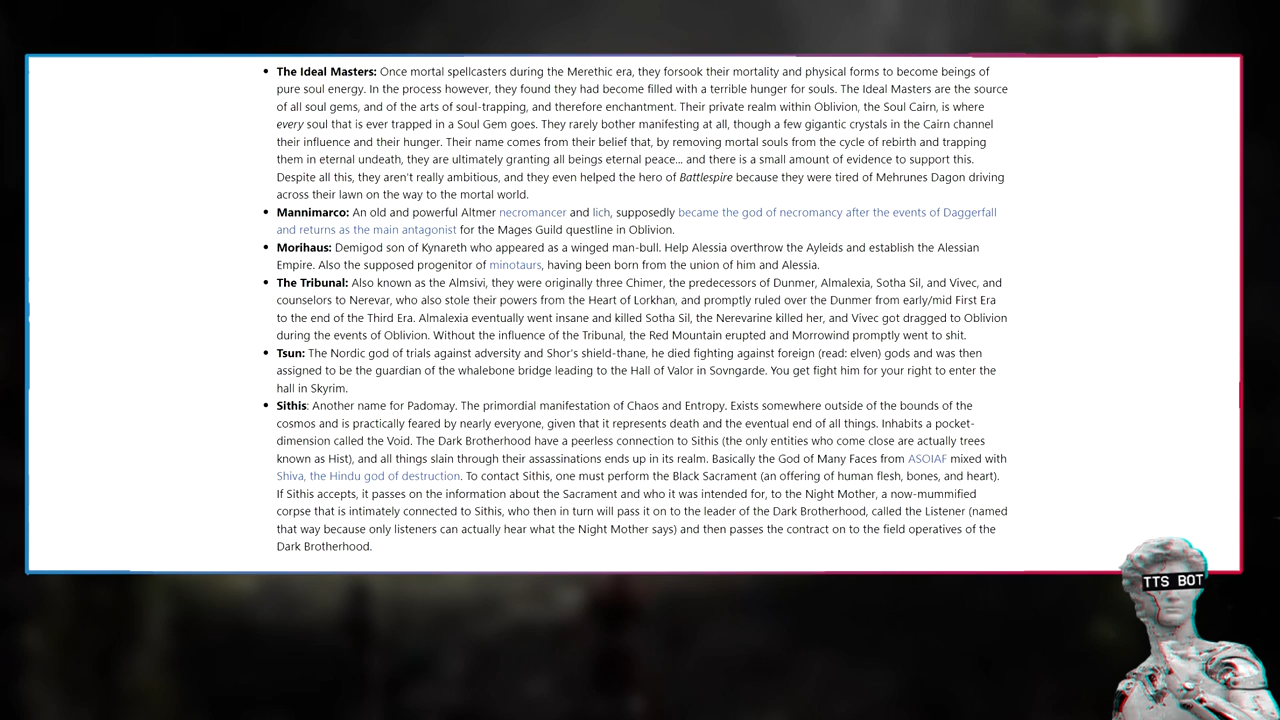 • The Ideal Masters: Once mortal spellcasters during the Merethic era, they forsook their mortality and physical forms to become beings of
pure soul energy. In the process however, they found they had become filled with a terrible hunger for souls. The Ideal Masters are the source
of all soul gems, and of the arts of soul-trapping, and therefore enchantment. Their private realm within Oblivion, the Soul Cairn, is where
every soul that is ever trapped in a Soul Gem goes. They rarely bother manifesting at all, though a few gigantic crystals in the Cairn channel
their influence and their hunger. Their name comes from their belief that, by removing mortal souls from the cycle of rebirth and trapping
them in eternal undeath, they are ultimately granting all beings eternal peace... and there is a small amount of evidence to support this.
Despite all this, they aren't really ambitious, and they even helped the hero of Battlespire because they were tired of Mehrunes Dagon driving
across their lawn on the way to the mortal world.
• Mannimarco: An old and powerful Altmer necromancer and lich, supposedly became the god of necromancy after the events of Daggerfall
and returns as the main antagonist for the Mages Guild questline in Oblivion.
• Morihaus: Demigod son of Kynareth who appeared as a winged man-bull. Help Alessia overthrow the Ayleids and establish the Alessian
Empire. Also the supposed progenitor of minotaurs, having been born from the union of him and Alessia.
• The Tribunal: Also known as the Almsivi, they were originally three Chimer, the predecessors of Dunmer, Almalexia, Sotha Sil, and Vivec, and
counselors to Nerevar, who also stole their powers from the Heart of Lorkhan, and promptly ruled over the Dunmer from early/mid First Era
to the end of the Third Era. Almalexia eventually went insane and killed Sotha Sil, the Nerevarine killed her, and Vivec got dragged to Oblivion
during the events of Oblivion. Without the influence of the Tribunal, the Red Mountain erupted and Morrowind promptly went to shit.
• Tsun: The Nordic god of trials against adversity and Shor's shield-thane, he died fighting against foreign (read: elven) gods and was then
assigned to be the guardian of the whalebone bridge leading to the Hall of Valor in Sovngarde. You get fight him for your right to enter the
hall in Skyrim.
• Sithis: Another name for Padomay. The primordial manifestation of Chaos and Entropy. Exists somewhere outside of the bounds of the
cosmos and is practically feared by nearly everyone, given that it represents death and the eventual end of all things. Inhabits a pocket-
dimension called the Void. The Dark Brotherhood have a peerless connection to Sithis (the only entities who come close are actually trees
known as Hist), and all things slain through their assassinations ends up in its realm. Basically the God of Many Faces from ASOIAF mixed with
Shiva, the Hindu god of destruction. To contact Sithis, one must perform the Black Sacrament (an offering of human flesh, bones, and heart).
If Sithis accepts, it passes on the information about the Sacrament and who it was intended for, to the Night Mother, a now-mummified
corpse that is intimately connected to Sithis, who then in turn will pass it on to the leader of the Dark Brotherhood, called the Listener (named
that way because only listeners can actually hear what the Night Mother says) and then passes the contract on to the field operatives of the
Dark Brotherhood.
TTS BOT